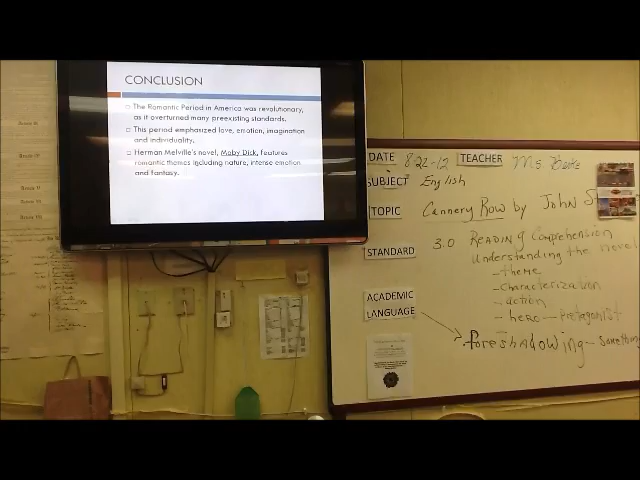 CONCLUSION
The Romantic Period in America was revolutionary,
as it overturned many preexisting standards.
This period emphasized love, emotion, imagination
and individuality.
Herman Melville's novel, Moby Dick, features
romantic themes including nature, intense emotion
and fantasy.
DATE 8-22-12 TEACHER Ms.
SUBJECT English
TOPIC Cannery Row by John S
STANDARD 3.0 Reading Comprehension
Understanding the novel
- theme
- characterization
- action
- hero - Protagonist
ACADEMIC
LANGUAGE
foreshadowing - someth